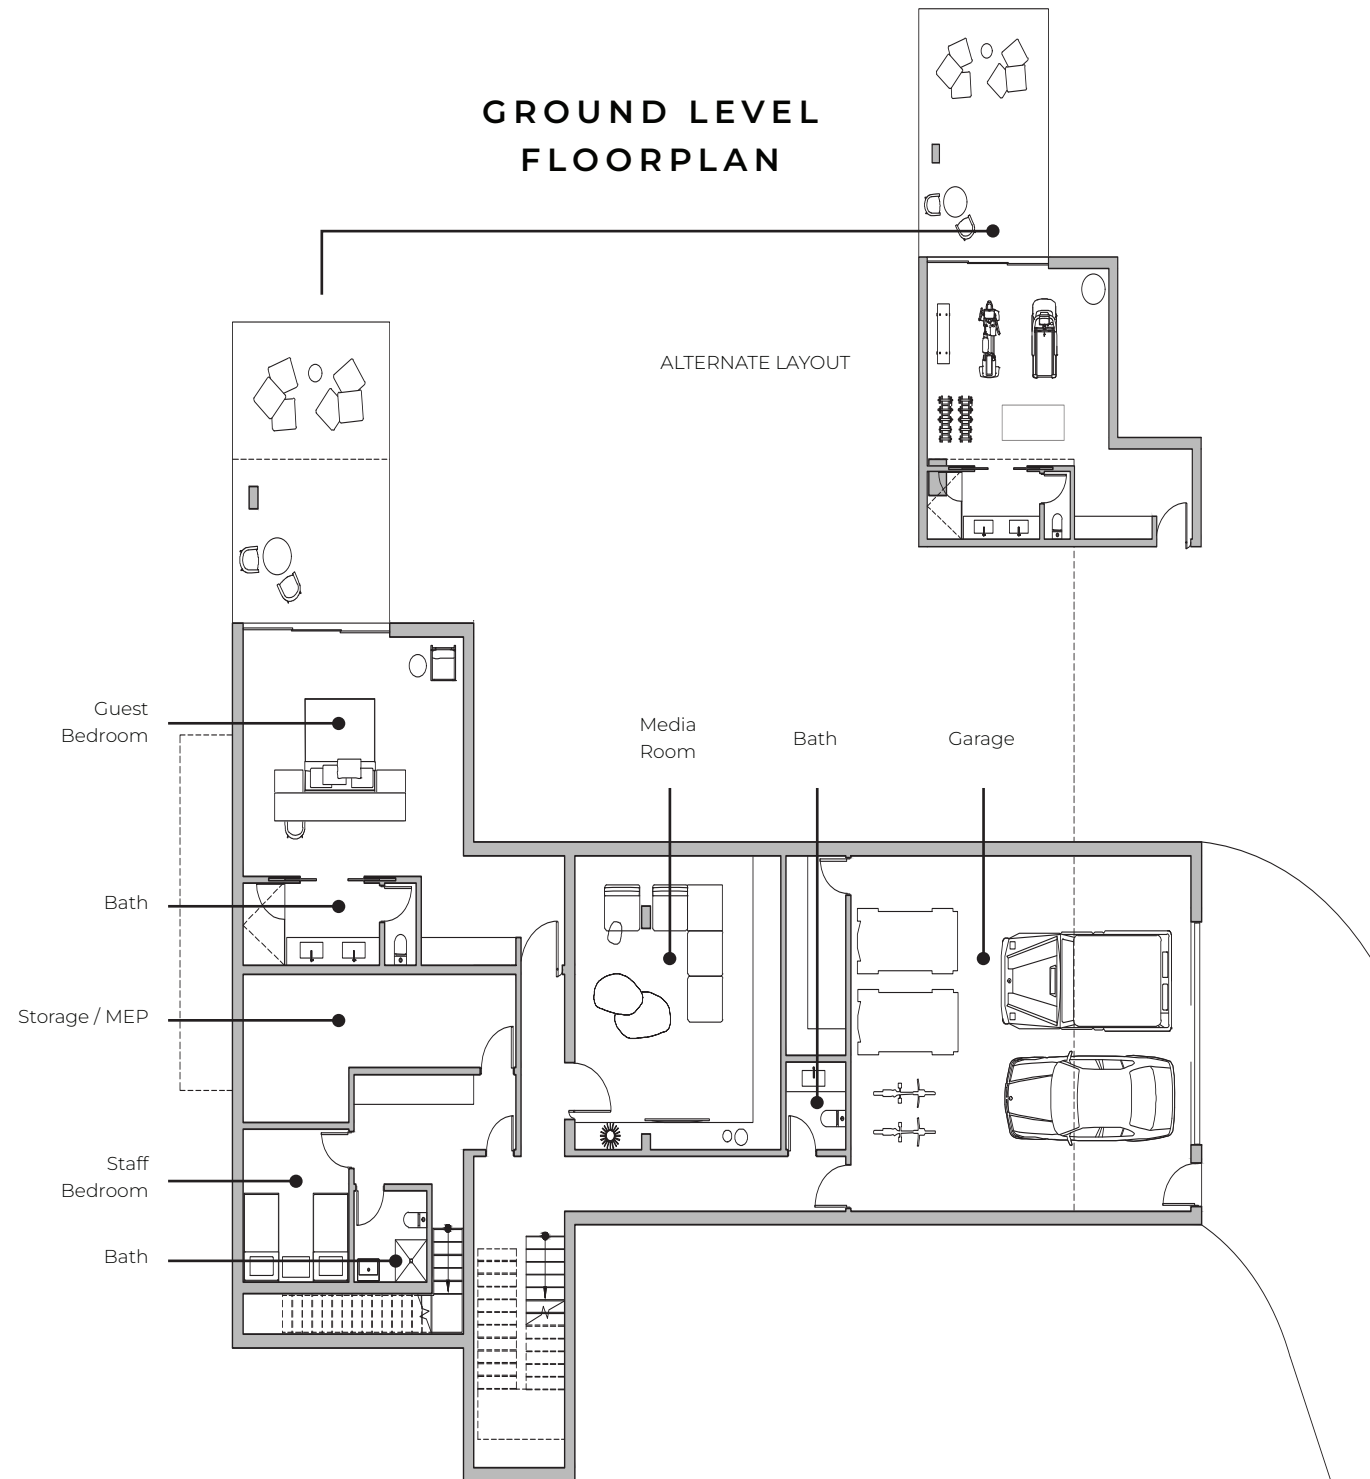 GROUND LEVEL
FLOORPLAN
ALTERNATE LAYOUT
Guest
Bedroom
Media
Room
Bath
Garage
Bath
Storage / MEP
Staff
Bedroom
Bath